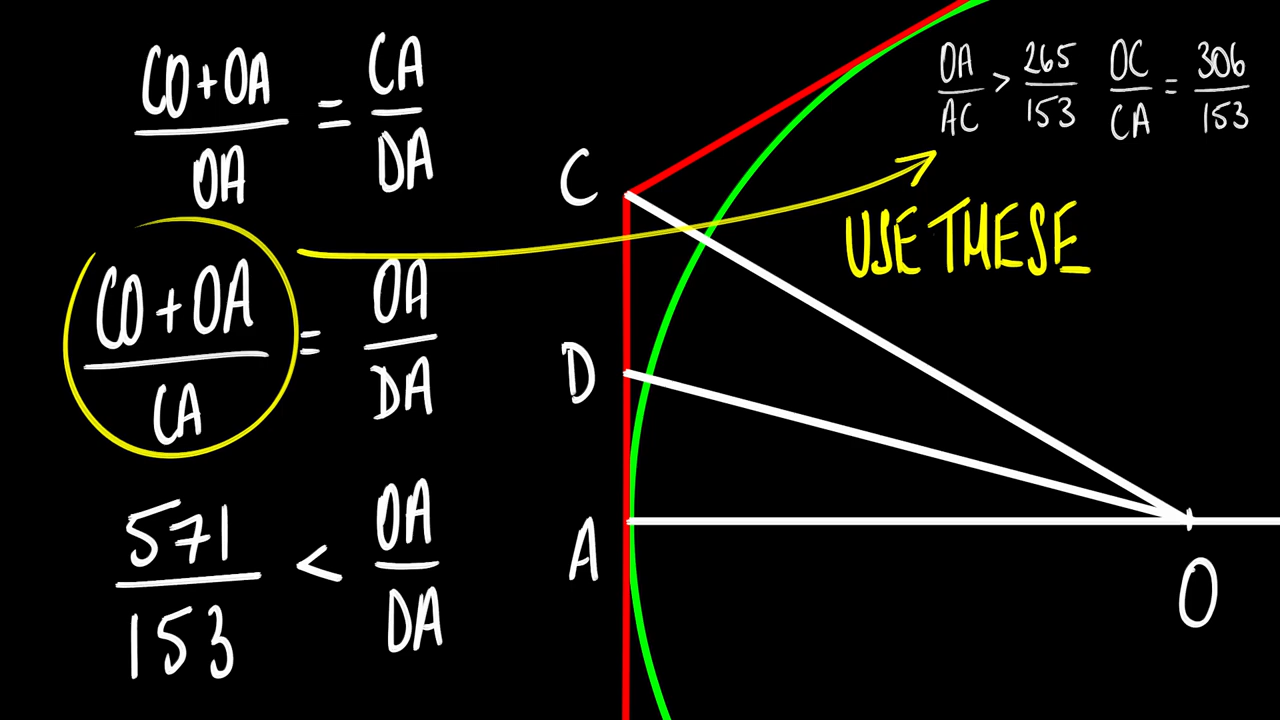 CO+OA / OA = CA / DA
CO+OA / CA = OA / DA
571 / 153 < OA / DA
OA / AC > 265 / 153
OC / CA = 306 / 153
USE THESE
C
D
A
O